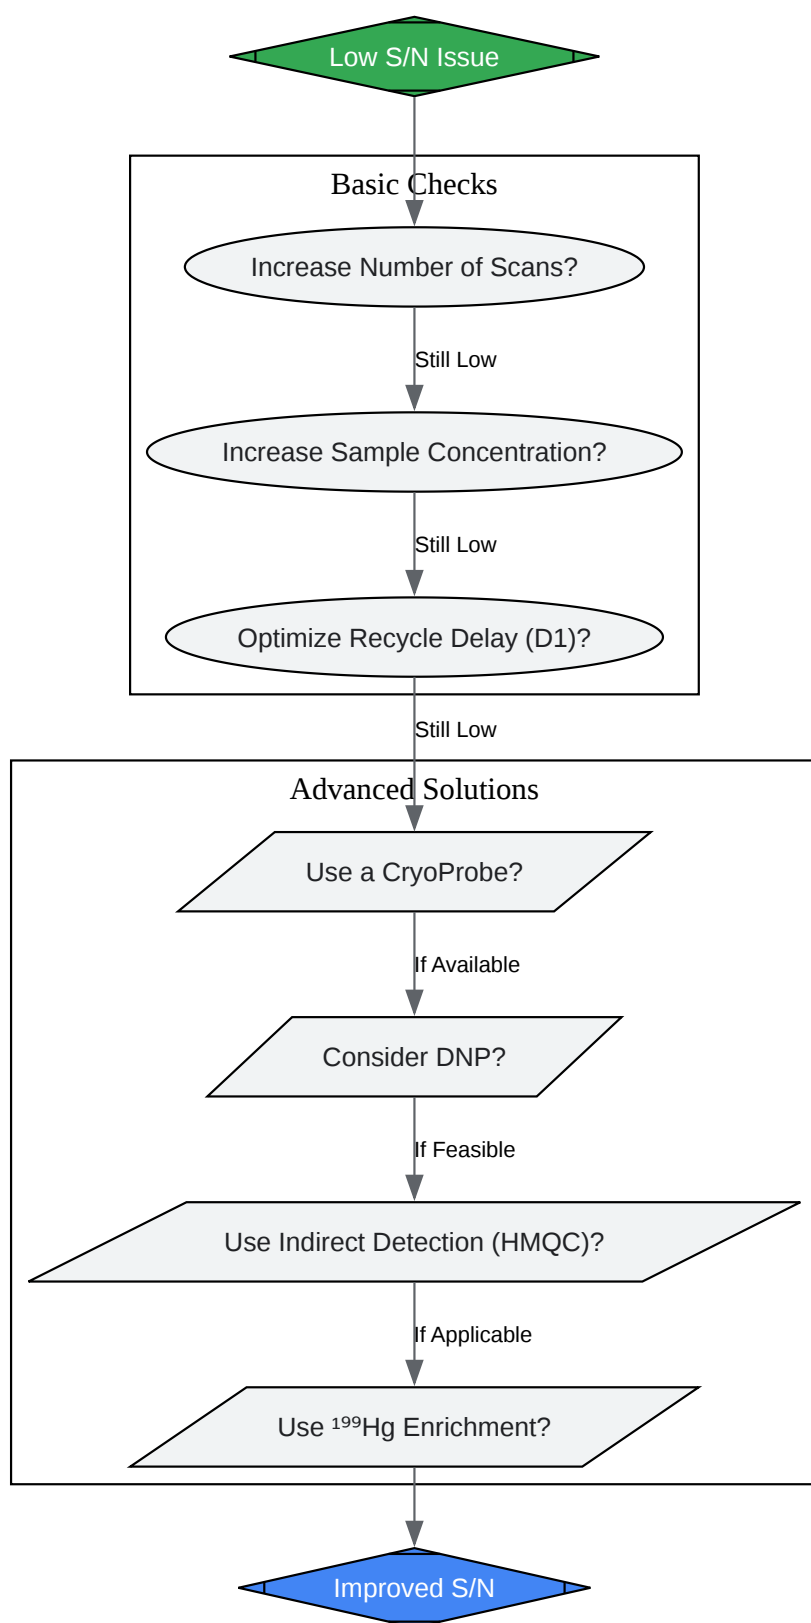 Low S/N Issue
Basic Checks
Increase Number of Scans?
Still Low
Increase Sample Concentration?
Still Low
Optimize Recycle Delay (D1)?
Still Low
Advanced Solutions
Use a CryoProbe?
If Available
Consider DNP?
If Feasible
Use Indirect Detection (HMQC)?
If Applicable
Use ¹⁹⁹Hg Enrichment?
Improved S/N